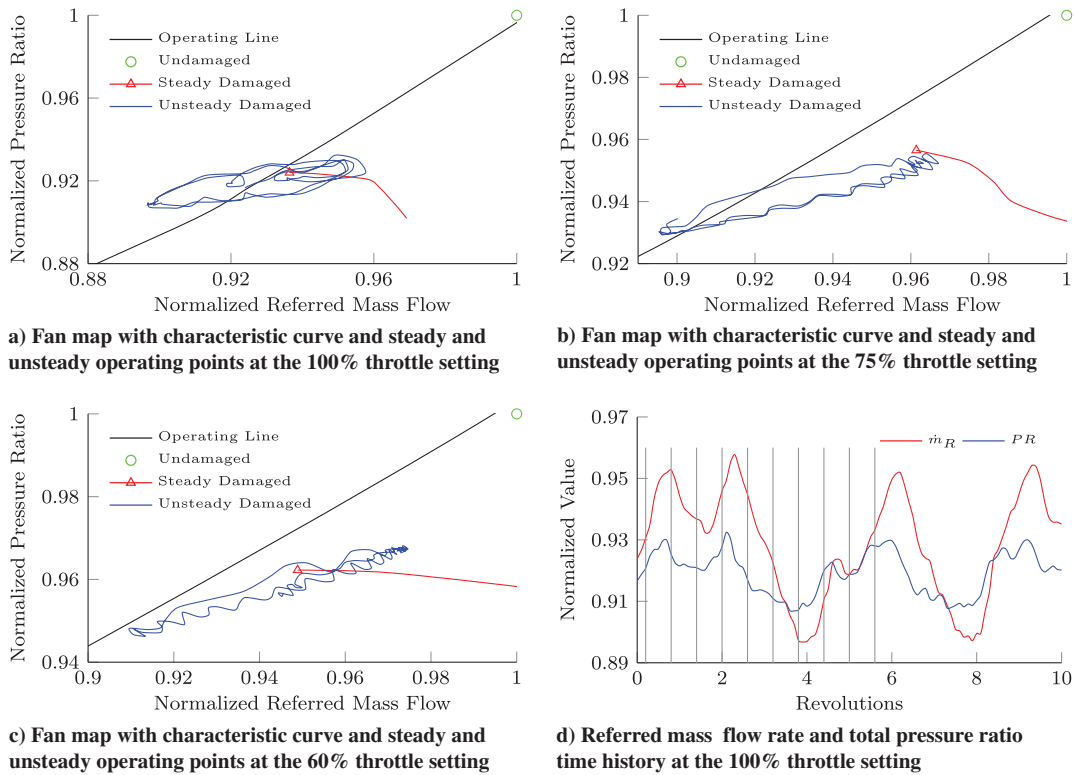 1
0.96
0.92
0.88
0.88
0.92
0.96
1
Normalized Pressure Ratio
Normalized Referred Mass Flow
Operating Line
Undamaged
Steady Damaged
Unsteady Damaged
a) Fan map with characteristic curve and steady and
unsteady operating points at the 100% throttle setting
1
0.98
0.96
0.94
0.92
0.9
0.92
0.94
0.96
0.98
1
Normalized Pressure Ratio
Normalized Referred Mass Flow
Operating Line
Undamaged
Steady Damaged
Unsteady Damaged
b) Fan map with characteristic curve and steady and
unsteady operating points at the 75% throttle setting
1
0.98
0.96
0.94
0.9
0.92
0.94
0.96
0.98
1
Normalized Pressure Ratio
Normalized Referred Mass Flow
Operating Line
Undamaged
Steady Damaged
Unsteady Damaged
c) Fan map with characteristic curve and steady and
unsteady operating points at the 60% throttle setting
0.97
0.95
0.93
0.91
0.89
0
2
4
6
8
10
Normalized Value
Revolutions
ṁR
PR
d) Referred mass flow rate and total pressure ratio
time history at the 100% throttle setting